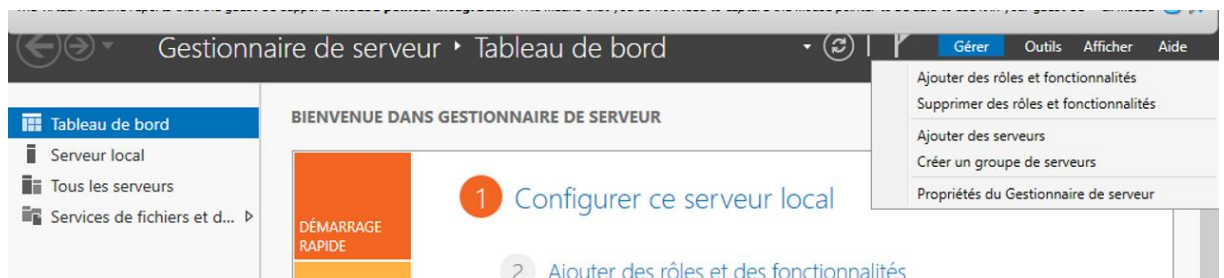 Gestionnaire de serveur ‣ Tableau de bord
Gérer Outils Afficher Aide
Ajouter des rôles et fonctionnalités
Supprimer des rôles et fonctionnalités
Ajouter des serveurs
Créer un groupe de serveurs
Propriétés du Gestionnaire de serveur
Tableau de bord
Serveur local
Tous les serveurs
Services de fichiers et d...
BIENVENUE DANS GESTIONNAIRE DE SERVEUR
DÉMARRAGE
RAPIDE
1 Configurer ce serveur local
2 Ajouter des rôles et des fonctionnalités